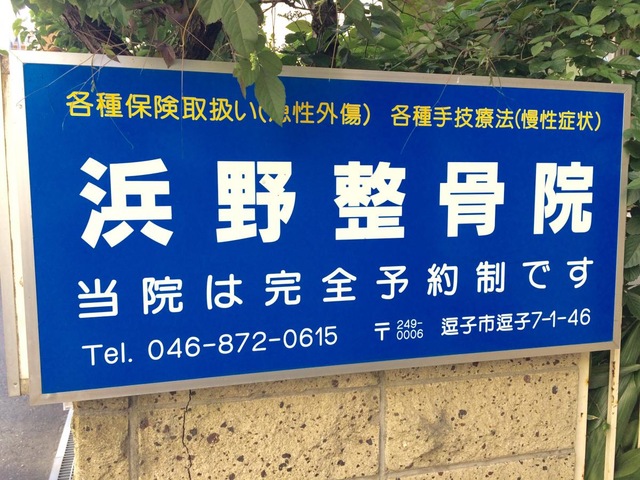 各種保険取扱い(急性外傷) 各種手技療法(慢性症状)
浜野整骨院
当院は完全予約制です
Tel. 046-872-0615 〒249-0006 逗子市逗子7-1-46